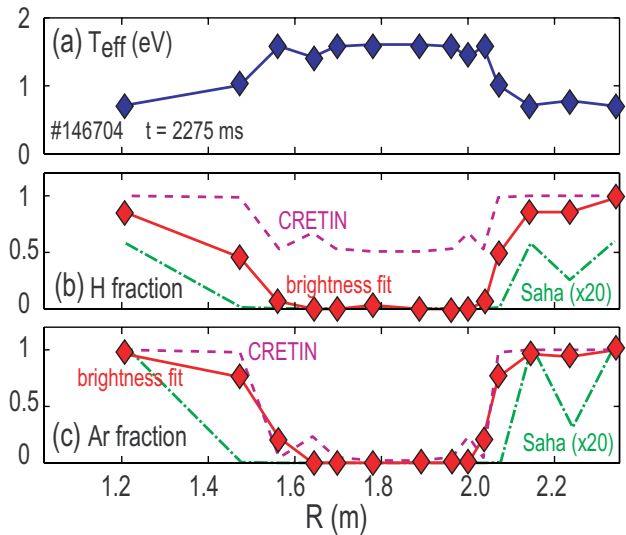 2
(a) T_eff (eV)
1
#146704 t = 2275 ms
0
1
CRETIN
0.5
brightness fit
Saha (x20)
(b) H fraction
0
1
CRETIN
brightness fit
0.5
Saha (x20)
(c) Ar fraction
0
1.2 1.4 1.6 1.8 2.0 2.2
R (m)